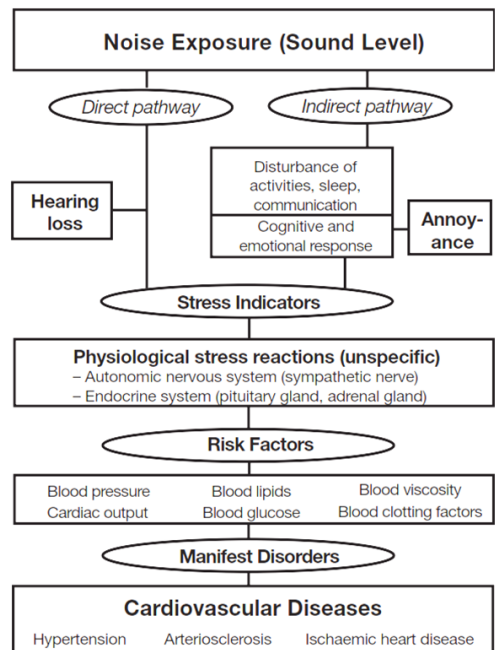 Noise Exposure (Sound Level)
Direct pathway
Indirect pathway
Disturbance of
activities, sleep,
communication
Hearing
loss
Cognitive and
emotional response
Annoy-
ance
Stress Indicators
Physiological stress reactions (unspecific)
– Autonomic nervous system (sympathetic nerve)
– Endocrine system (pituitary gland, adrenal gland)
Risk Factors
Blood pressure
Blood lipids
Blood viscosity
Cardiac output
Blood glucose
Blood clotting factors
Manifest Disorders
Cardiovascular Diseases
Hypertension
Arteriosclerosis
Ischaemic heart disease